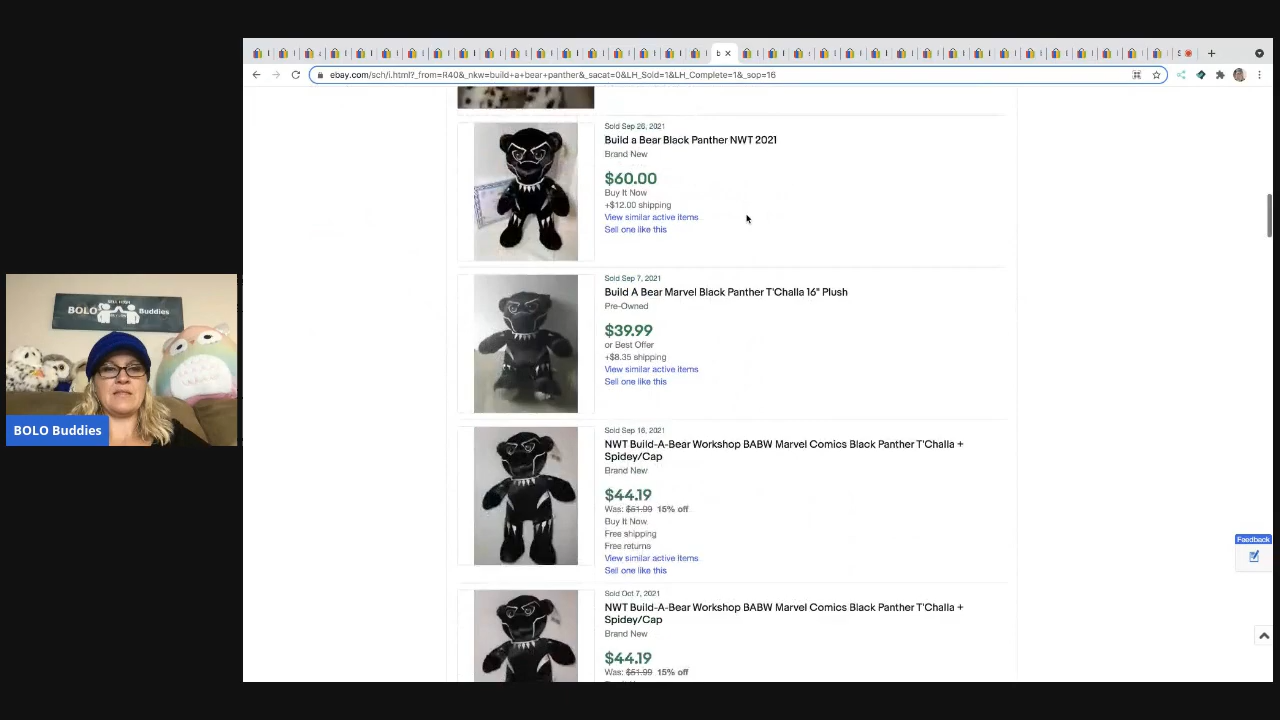 ebay.com/sch/i.html?_from=R40&_nkw=build+a+bear+panther&_sacat=0&LH_Sold=1&LH_Complete=1&_sop=16
Sold Sep 26, 2021
Build a Bear Black Panther NWT 2021
Brand New
$60.00
Buy It Now
+$12.00 shipping
View similar active items
Sell one like this
Sold Sep 7, 2021
Build A Bear Marvel Black Panther T'Challa 16" Plush
Pre-Owned
$39.99
or Best Offer
+$8.35 shipping
View similar active items
Sell one like this
Sold Sep 16, 2021
NWT Build-A-Bear Workshop BABW Marvel Comics Black Panther T'Challa +
Spidey/Cap
Brand New
$44.19
Was: $51.99 15% off
Buy It Now
Free shipping
Free returns
View similar active items
Sell one like this
Sold Oct 7, 2021
NWT Build-A-Bear Workshop BABW Marvel Comics Black Panther T'Challa +
Spidey/Cap
Brand New
$44.19
Was: $51.99 15% off
Feedback
BOLO Buddies
BOLO Buddies